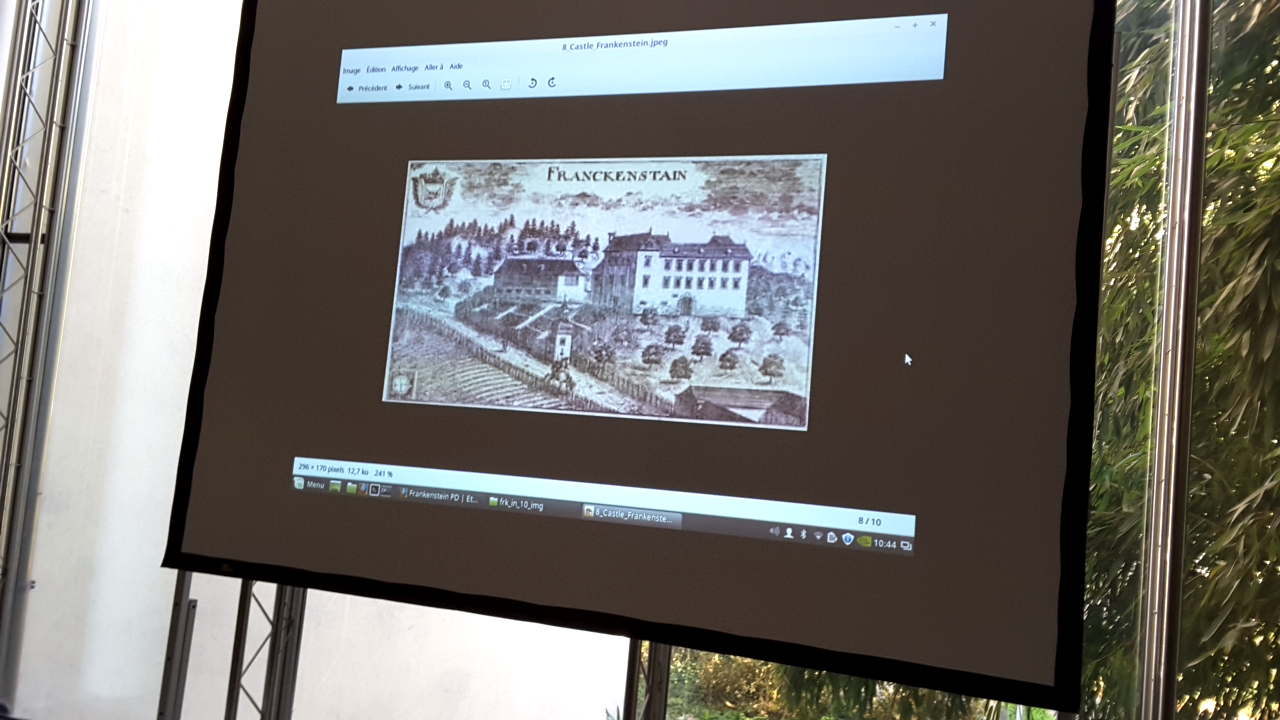 8_Castle_Frankenstein.jpeg
Image Édition Affichage Aller à Aide
Précédent Suivant
FRANCKENSTAIN
296 × 170 pixels 12,7 ko 241 %
8 / 10
Menu Frankenstein PD | Et... frk_in_10_img 8_Castle_Frankenste... 10:44